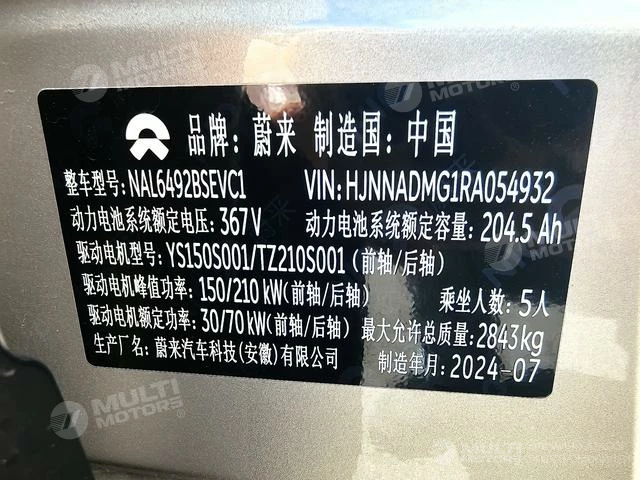 品牌: 蔚来 制造国: 中国
整车型号: NAL6492BSEVC1 VIN: HJNNADMG1RA054932
动力电池系统额定电压: 367V 动力电池系统额定容量: 204.5 Ah
驱动电机型号: YS150S001/TZ210S001 (前轴/后轴)
驱动电机峰值功率: 150/210 kW(前轴/后轴) 乘坐人数: 5人
驱动电机额定功率: 30/70 kW(前轴/后轴) 最大允许总质量: 2843kg
生产厂名: 蔚来汽车科技(安徽)有限公司 制造年月: 2024-07
MULTI MOTORS
MULTI MOTORS
MULTI MOTORS
MULTI MOTORS